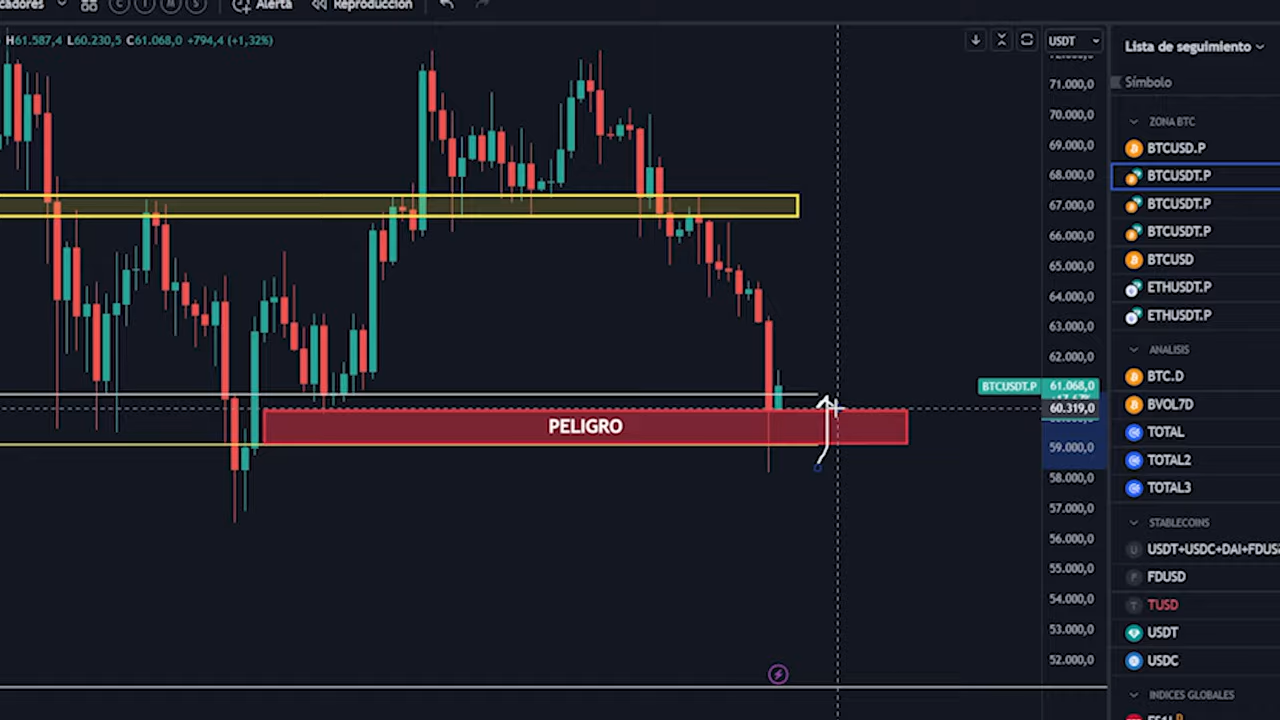 Alerta
Reproducción
H61.587,4 L60.230,5 C61.068,0 +794,4 (+1,32%)
USDT
Lista de seguimiento
Símbolo
71.000,0
70.000,0
69.000,0
68.000,0
67.000,0
66.000,0
65.000,0
64.000,0
63.000,0
62.000,0
BTCUSDT.P 61.068,0
60.319,0
59.000,0
58.000,0
57.000,0
56.000,0
55.000,0
54.000,0
53.000,0
52.000,0
PELIGRO
ZONA BTC
BTCUSD.P
BTCUSDT.P
BTCUSDT.P
BTCUSDT.P
BTCUSD
ETHUSDT.P
ETHUSDT.P
ANALISIS
BTC.D
BVOL7D
TOTAL
TOTAL2
TOTAL3
STABLECOINS
USDT+USDC+DAI+FDUS
FDUSD
TUSD
USDT
USDC
INDICES GLOBALES